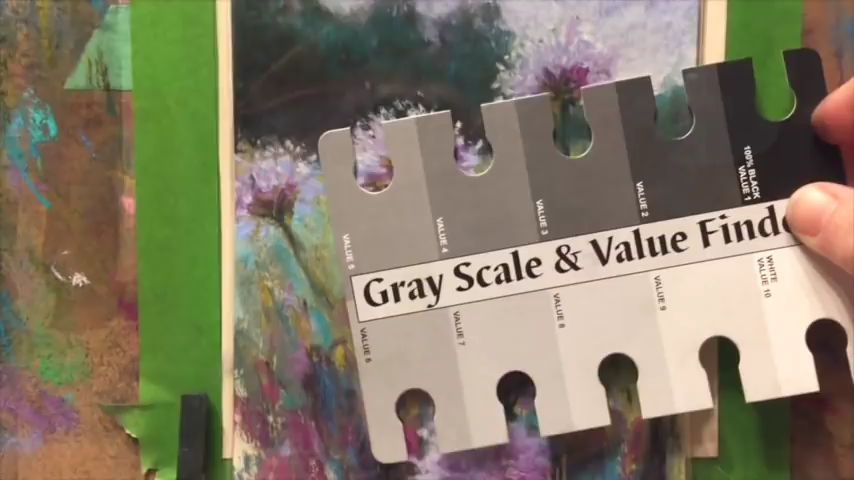 VALUE 5
VALUE 4
VALUE 3
VALUE 2
100% BLACK
VALUE 1
Gray Scale & Value Finde
VALUE 6
VALUE 7
VALUE 8
VALUE 9
WHITE
VALUE 10